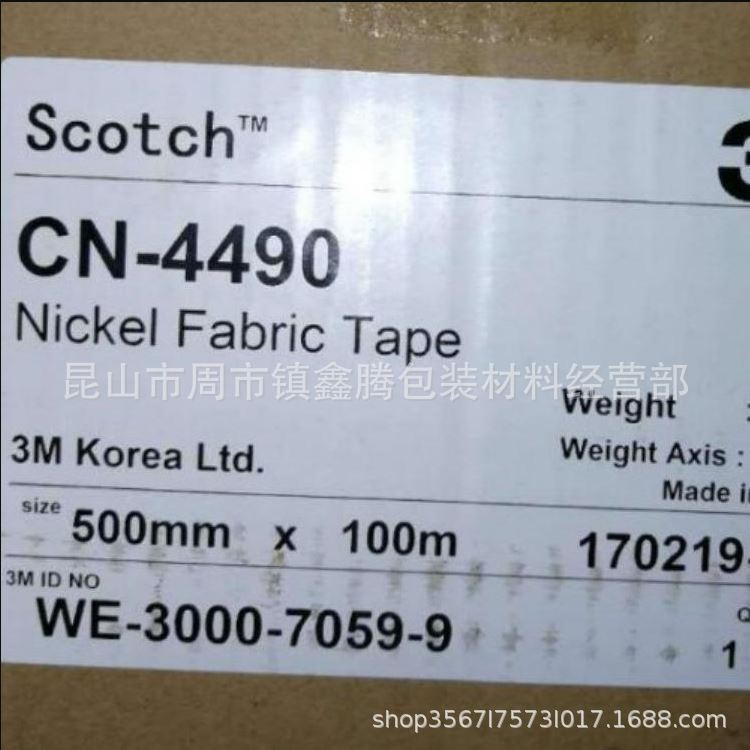 Scotch™
3
CN-4490
Nickel Fabric Tape
昆山市周市镇鑫腾包装材料经营部
Weight :
3M Korea Ltd.
Weight Axis :
Made in
size 500mm x 100m 170219-
3M ID NO
WE-3000-7059-9
Q
1
shop3567l7573l017.1688.com